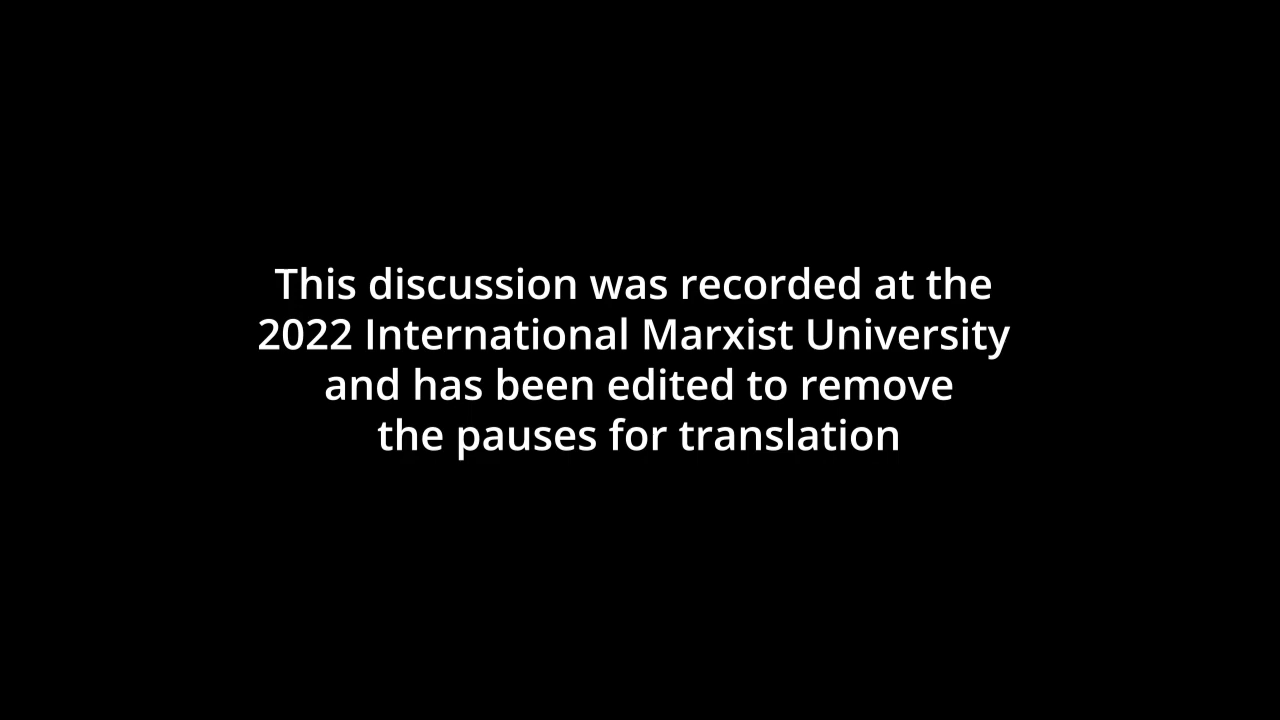 This discussion was recorded at the
2022 International Marxist University
and has been edited to remove
the pauses for translation